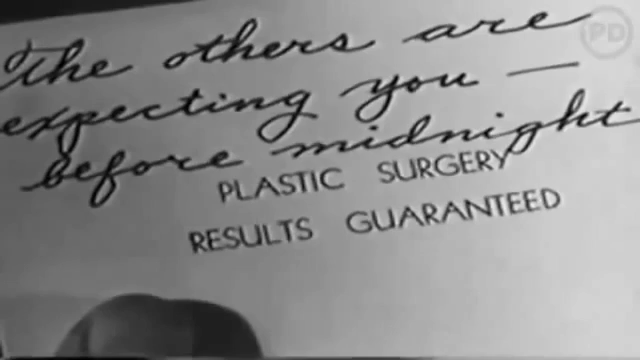 The others are
expecting you —
before midnight
PLASTIC SURGERY
RESULTS GUARANTEED
PD